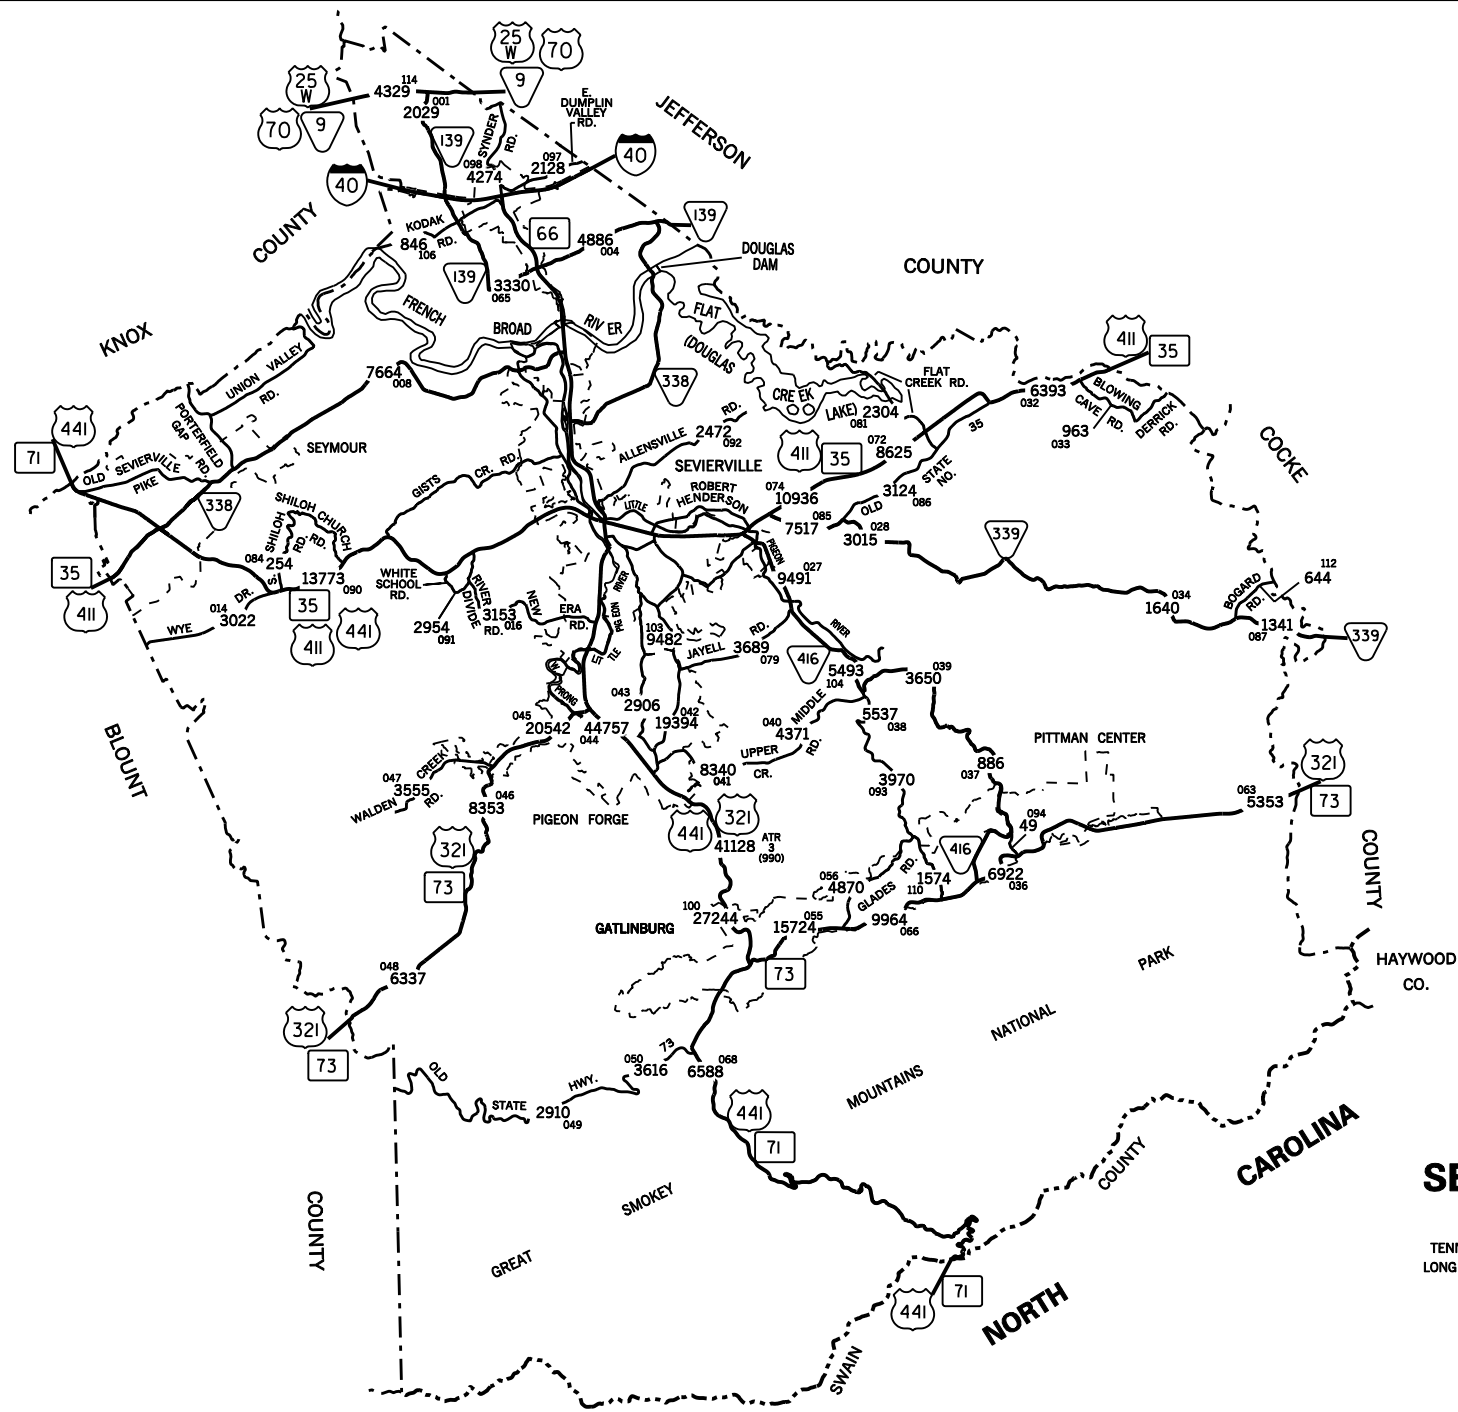 25
W
70
9
25
W
70
9
114
4329
001
2029
139
SYNDER
RD.
E.
DUMPLIN
VALLEY
RD.
097
2128
098
4274
40
40
JEFFERSON
COUNTY
KODAK
RD.
846
106
66
4886
004
139
139
3330
065
DOUGLAS
DAM
COUNTY
KNOX
FRENCH
BROAD
RIVER
FLAT
CREEK
(DOUGLAS
LAKE)
FLAT
CREEK RD.
2304
081
411
35
6393
032
BLOWING
CAVE
RD.
DERRICK
RD.
963
033
35
COCKE
UNION VALLEY
RD.
7664
008
338
PORTERFIELD
GAP
RD.
441
71
OLD SEVIERVILLE
PIKE
SEYMOUR
338
GISTS CR. RD.
ALLENSVILLE
RD.
2472
092
SEVIERVILLE
411
35
072
8625
STATE
NO.
074
10936
3124
086
OLD
085
7517
028
3015
ROBERT
HENDERSON
LITTLE
PIGEON
RIVER
339
SHILOH CHURCH
RD.
SHILOH
RD.
S.
084
254
13773
090
35
411
441
35
411
014
3022
WYE
DR.
WHITE
SCHOOL
RD.
2954
091
RIVER
DIVIDE
RD.
3153
016
NEW
ERA
RD.
LITTLE
PIGEON
RIVER
W.
PRONG
103
9482
JAYELL
RD.
3689
079
9491
027
416
5493
104
034
1640
BOGARD
RD.
112
644
1341
087
339
039
3650
5537
038
MIDDLE
040
4371
UPPER
CR.
RD.
043
2906
042
19394
045
20542
44757
044
8340
041
BLOUNT
WALDEN
CREEK
RD.
047
3555
046
8353
PIGEON FORGE
321
73
441
321
41128
ATR
3
(990)
3970
093
886
037
PITTMAN CENTER
094
49
063
5353
321
73
416
6922
036
1574
110
056
4870
GLADES
RD.
9964
066
055
15724
100
27244
GATLINBURG
73
COUNTY
HAYWOOD
CO.
048
6337
321
73
OLD
STATE
HWY.
73
2910
049
050
3616
6588
068
441
71
GREAT
SMOKEY
MOUNTAINS
NATIONAL
PARK
COUNTY
COUNTY
SWAIN
441
71
NORTH
CAROLINA